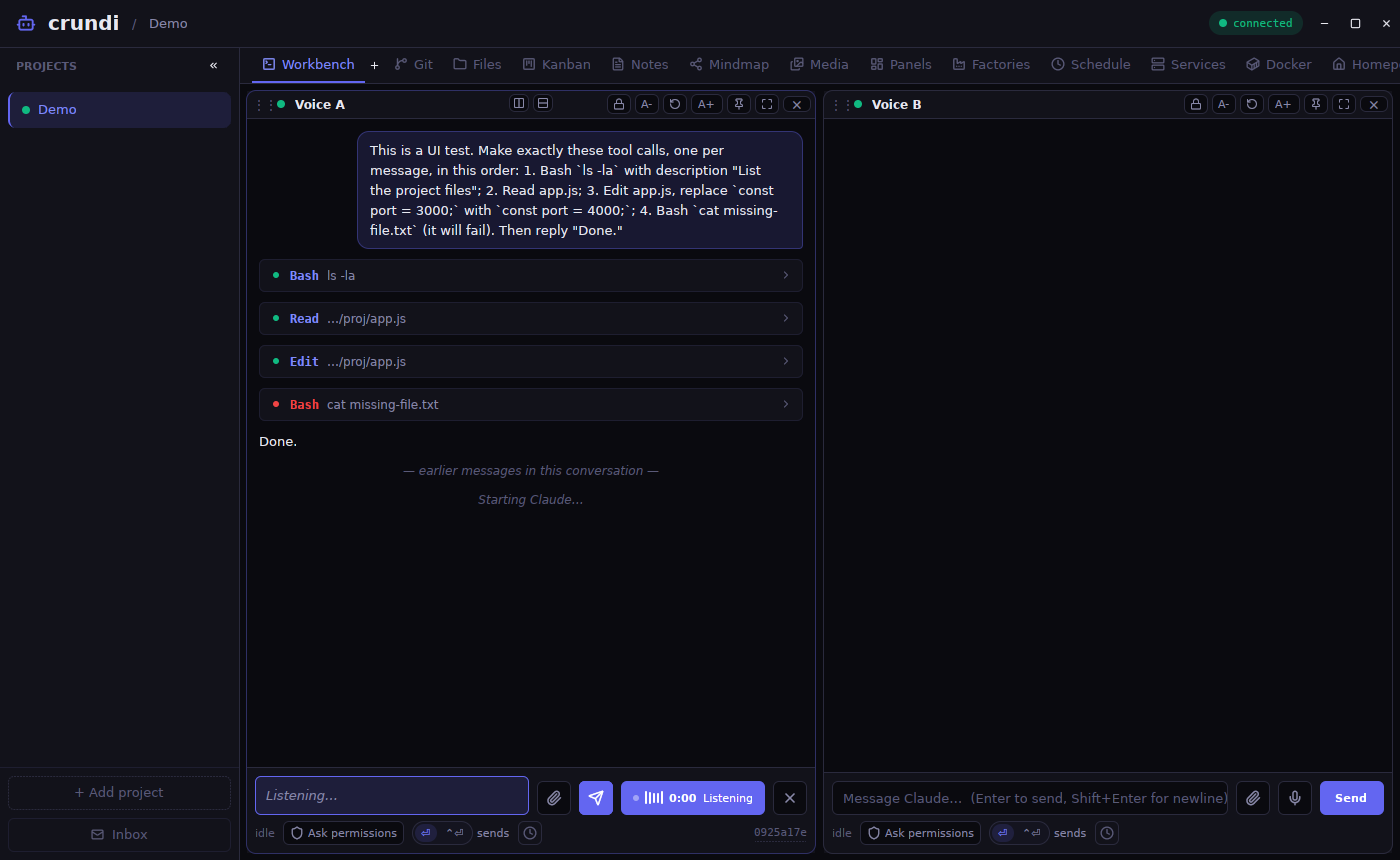 crundi / Demo
connected
PROJECTS «
Demo
+ Add project
Inbox
Workbench + Git Files Kanban Notes Mindmap Media Panels Factories Schedule Services Docker Homep
Voice A
A- A+
This is a UI test. Make exactly these tool calls, one per
message, in this order: 1. Bash `ls -la` with description "List
the project files"; 2. Read app.js; 3. Edit app.js, replace `const
port = 3000;` with `const port = 4000;`; 4. Bash `cat missing-
file.txt` (it will fail). Then reply "Done."
Bash ls -la
Read .../proj/app.js
Edit .../proj/app.js
Bash cat missing-file.txt
Done.
— earlier messages in this conversation —
Starting Claude...
Listening...
0:00 Listening
idle Ask permissions ⏎ ⌃⏎ sends 0925a17e
Voice B
A- A+
Message Claude... (Enter to send, Shift+Enter for newline)
Send
idle Ask permissions ⏎ ⌃⏎ sends